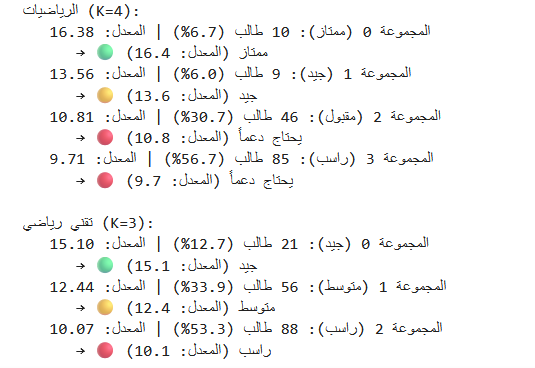 الرياضيات (K=4):
المجموعة 0 (ممتاز): 10 طالب (6.7%) | المعدل: 16.38
→ 🟢 ممتاز (المعدل: 16.4)
المجموعة 1 (جيد): 9 طالب (6.0%) | المعدل: 13.56
→ 🟡 جيد (المعدل: 13.6)
المجموعة 2 (مقبول): 46 طالب (30.7%) | المعدل: 10.81
→ 🔴 يحتاج دعماً (المعدل: 10.8)
المجموعة 3 (راسب): 85 طالب (56.7%) | المعدل: 9.71
→ 🔴 يحتاج دعماً (المعدل: 9.7)
تقني رياضي (K=3):
المجموعة 0 (جيد): 21 طالب (12.7%) | المعدل: 15.10
→ 🟢 جيد (المعدل: 15.1)
المجموعة 1 (متوسط): 56 طالب (33.9%) | المعدل: 12.44
→ 🟡 متوسط (المعدل: 12.4)
المجموعة 2 (راسب): 88 طالب (53.3%) | المعدل: 10.07
→ 🔴 راسب (المعدل: 10.1)